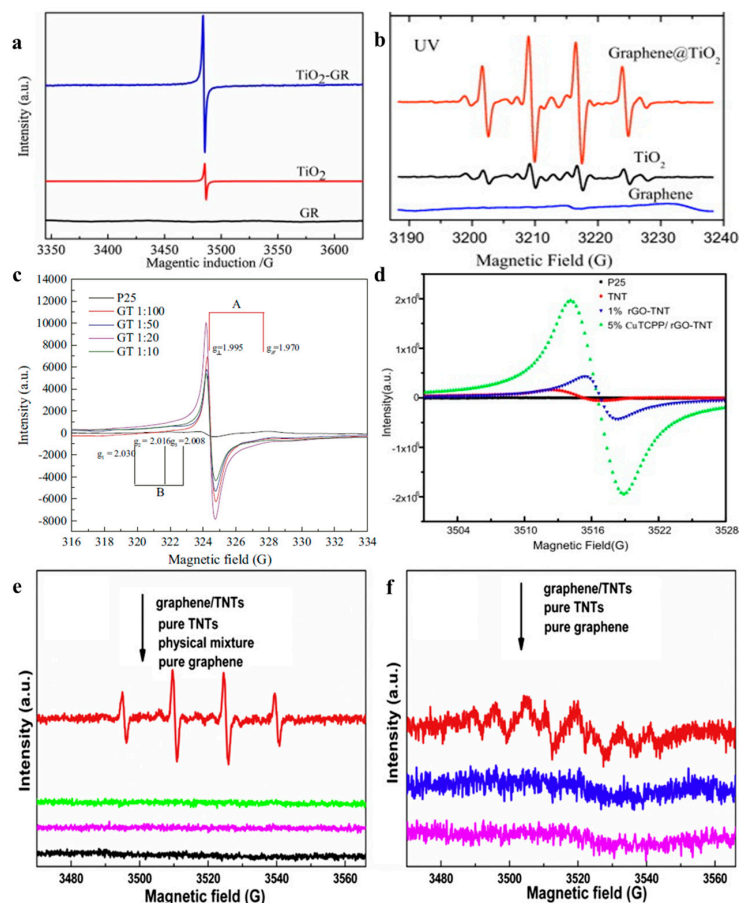 a
Intensity (a.u.)
TiO2-GR
TiO2
GR
3350 3400 3450 3500 3550 3600
Magentic induction /G
b
UV
Graphene@TiO2
TiO2
Graphene
Intensity (a.u.)
3190 3200 3210 3220 3230 3240
Magnetic Field (G)
c
14000
12000
10000
8000
6000
4000
2000
0
-2000
-4000
-6000
-8000
Intensity (a.u.)
P25
GT 1:100
GT 1:50
GT 1:20
GT 1:10
A
g⊥=1.995
g∥=1.970
g2=2.016 g3=2.008
g1=2.030
B
316 318 320 322 324 326 328 330 332 334
Magnetic field (G)
d
P25
TNT
1% rGO-TNT
5% CuTCPP/ rGO-TNT
Intensity(a.u.)
2x10⁶
1x10⁶
0
-1x10⁶
-2x10⁶
3504 3510 3516 3522 3528
Magnetic Field(G)
e
graphene/TNTs
pure TNTs
physical mixture
pure graphene
Intensity (a.u.)
3480 3500 3520 3540 3560
Magnetic field (G)
f
graphene/TNTs
pure TNTs
pure graphene
Intensity (a.u.)
3480 3500 3520 3540 3560
Magnetic field (G)